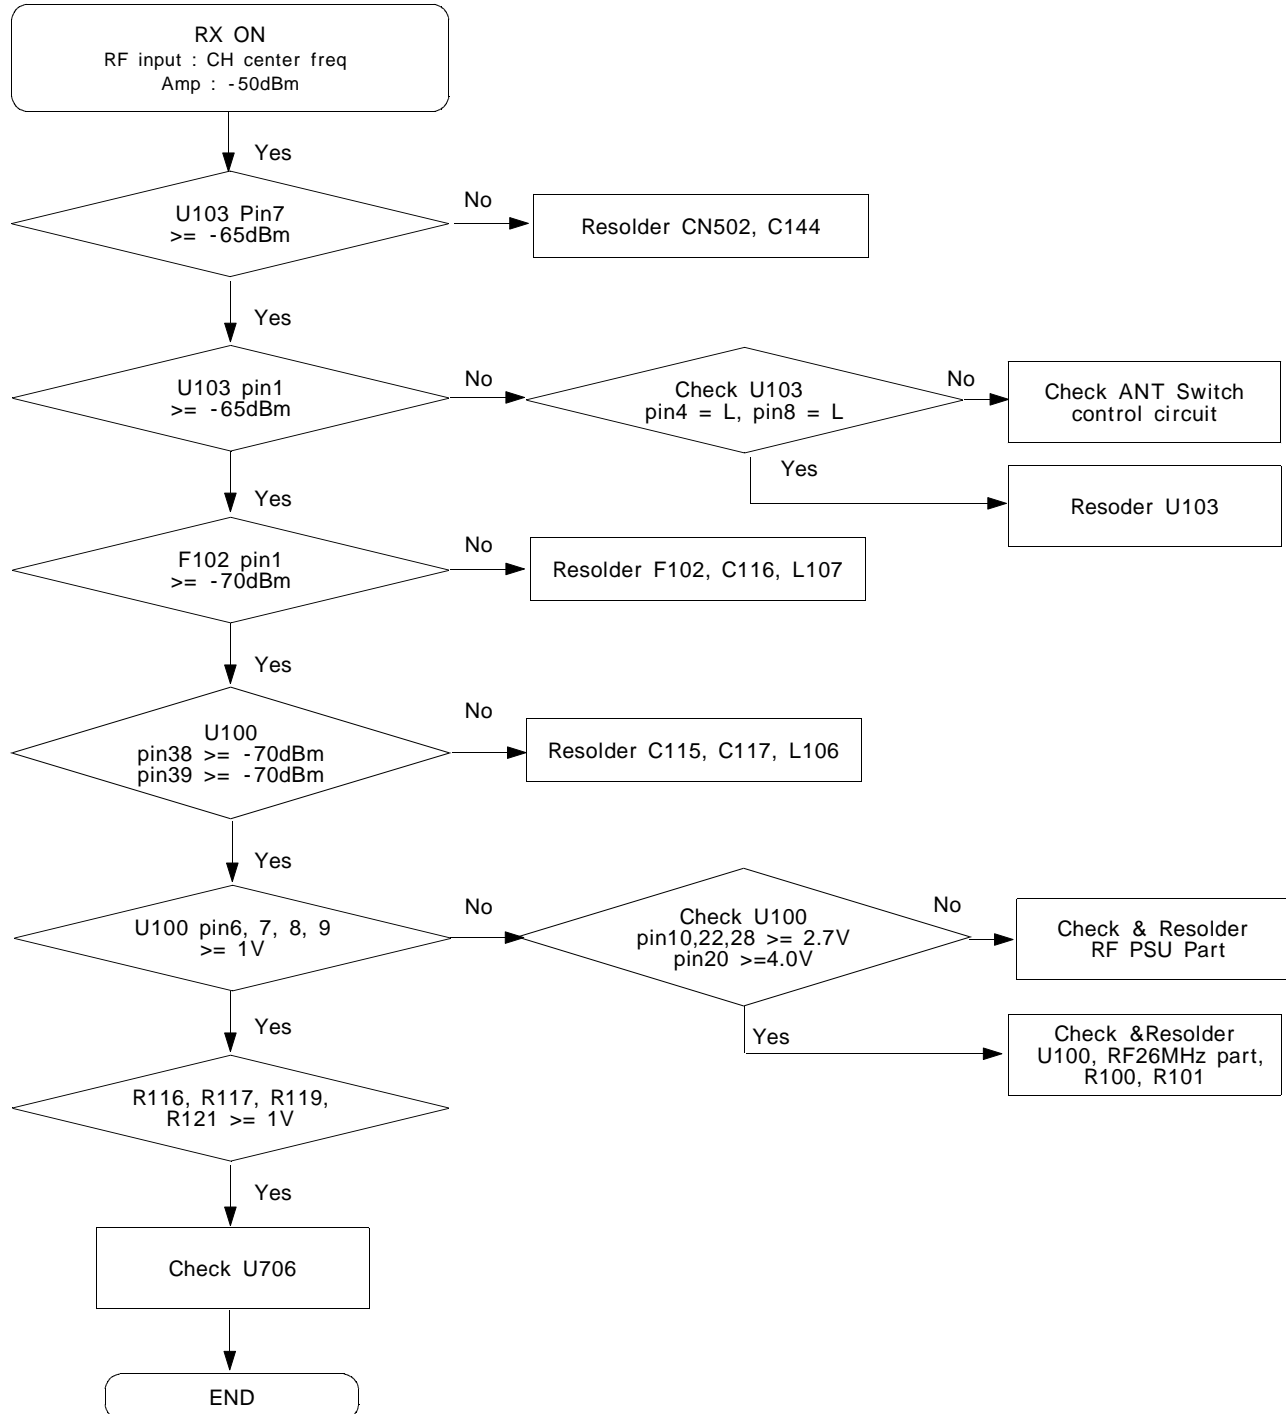 RX ON
RF input : CH center freq
Amp : -50dBm
Yes
U103 Pin7
>= -65dBm
No
Resolder CN502, C144
Yes
U103 pin1
>= -65dBm
No
Check U103
pin4 = L, pin8 = L
No
Check ANT Switch
control circuit
Yes
Resoder U103
Yes
F102 pin1
>= -70dBm
No
Resolder F102, C116, L107
Yes
U100
pin38 >= -70dBm
pin39 >= -70dBm
No
Resolder C115, C117, L106
Yes
U100 pin6, 7, 8, 9
>= 1V
No
Check U100
pin10,22,28 >= 2.7V
pin20 >=4.0V
No
Check & Resolder
RF PSU Part
Yes
Check &Resolder
U100, RF26MHz part,
R100, R101
Yes
R116, R117, R119,
R121 >= 1V
Yes
Check U706
END